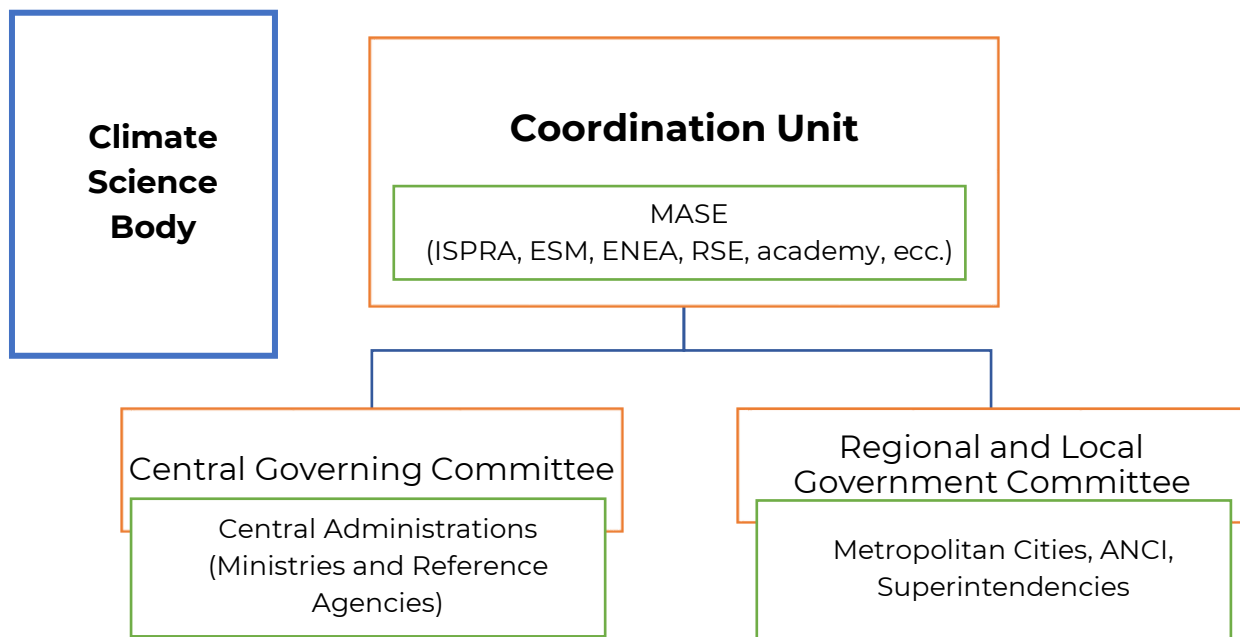 Climate
Science
Body
Coordination Unit
MASE
(ISPRA, ESM, ENEA, RSE, academy, ecc.)
Central Governing Committee
Central Administrations
(Ministries and Reference
Agencies)
Regional and Local
Government Committee
Metropolitan Cities, ANCI,
Superintendencies